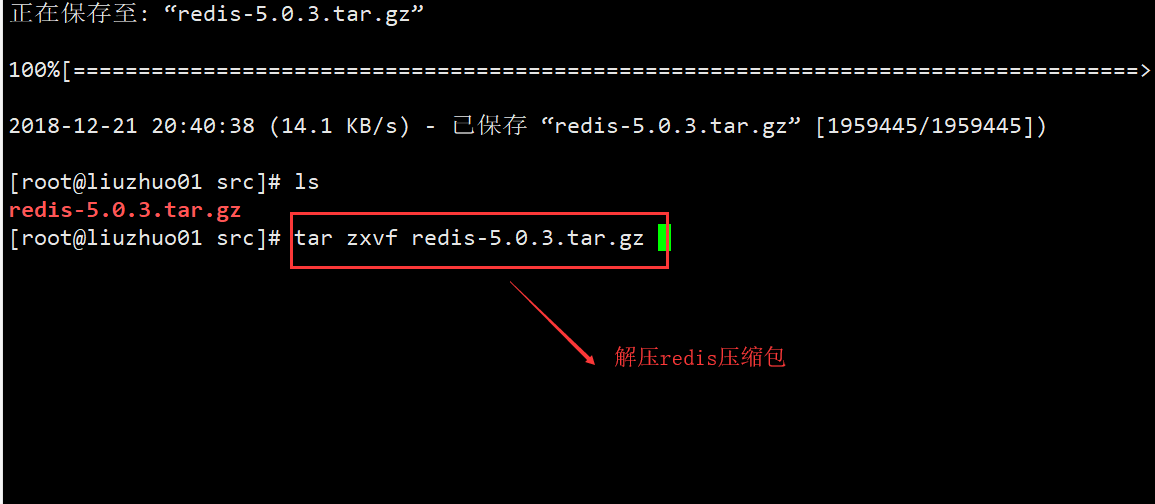 正在保存至: “redis-5.0.3.tar.gz”
100%[==================================================================================>
2018-12-21 20:40:38 (14.1 KB/s) - 已保存 “redis-5.0.3.tar.gz” [1959445/1959445])
[root@liuzhuo01 src]# ls
redis-5.0.3.tar.gz
[root@liuzhuo01 src]# tar zxvf redis-5.0.3.tar.gz
解压redis压缩包